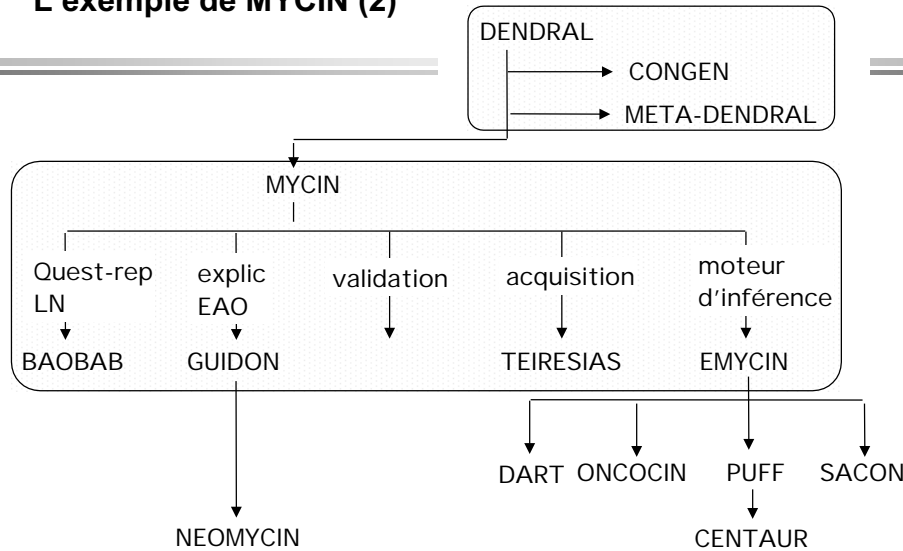 L'exemple de MYCIN (2)
DENDRAL
CONGEN
META-DENDRAL
MYCIN
Quest-rep
LN
explic
EAO
validation
acquisition
moteur
d'inférence
BAOBAB
GUIDON
TEIRESIAS
EMYCIN
DART
ONCOCIN
PUFF
SACON
NEOMYCIN
CENTAUR